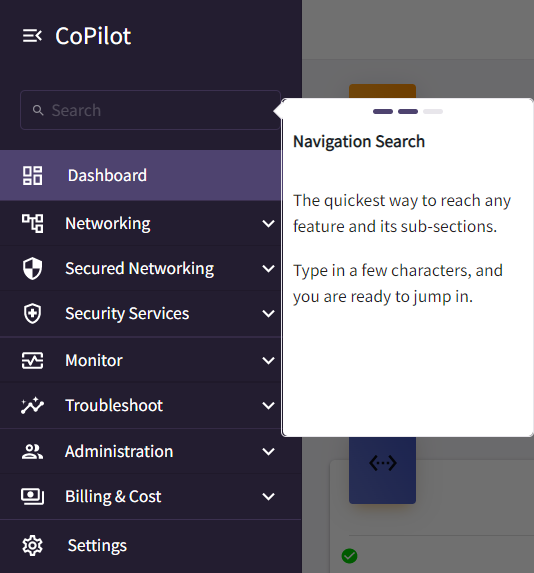 CoPilot
Search
Dashboard
Networking
Secured Networking
Security Services
Monitor
Troubleshoot
Administration
Billing & Cost
Settings
Navigation Search
The quickest way to reach any
feature and its sub-sections.
Type in a few characters, and
you are ready to jump in.